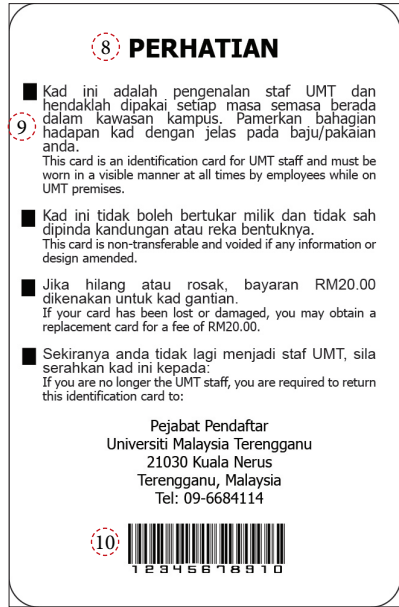 8 PERHATIAN
Kad ini adalah pengenalan staf UMT dan
hendaklah dipakai setiap masa semasa berada
9 dalam kawasan kampus. Pamerkan bahagian
hadapan kad dengan jelas pada baju/pakaian
anda.
This card is an identification card for UMT staff and must be
worn in a visible manner at all times by employees while on
UMT premises.
Kad ini tidak boleh bertukar milik dan tidak sah
dipinda kandungan atau reka bentuknya.
This card is non-transferable and voided if any information or
design amended.
Jika hilang atau rosak, bayaran RM20.00
dikenakan untuk kad gantian.
If your card has been lost or damaged, you may obtain a
replacement card for a fee of RM20.00.
Sekiranya anda tidak lagi menjadi staf UMT, sila
serahkan kad ini kepada:
If you are no longer the UMT staff, you are required to return
this identification card to:
Pejabat Pendaftar
Universiti Malaysia Terengganu
21030 Kuala Nerus
Terengganu, Malaysia
Tel: 09-6684114
10
12345678910